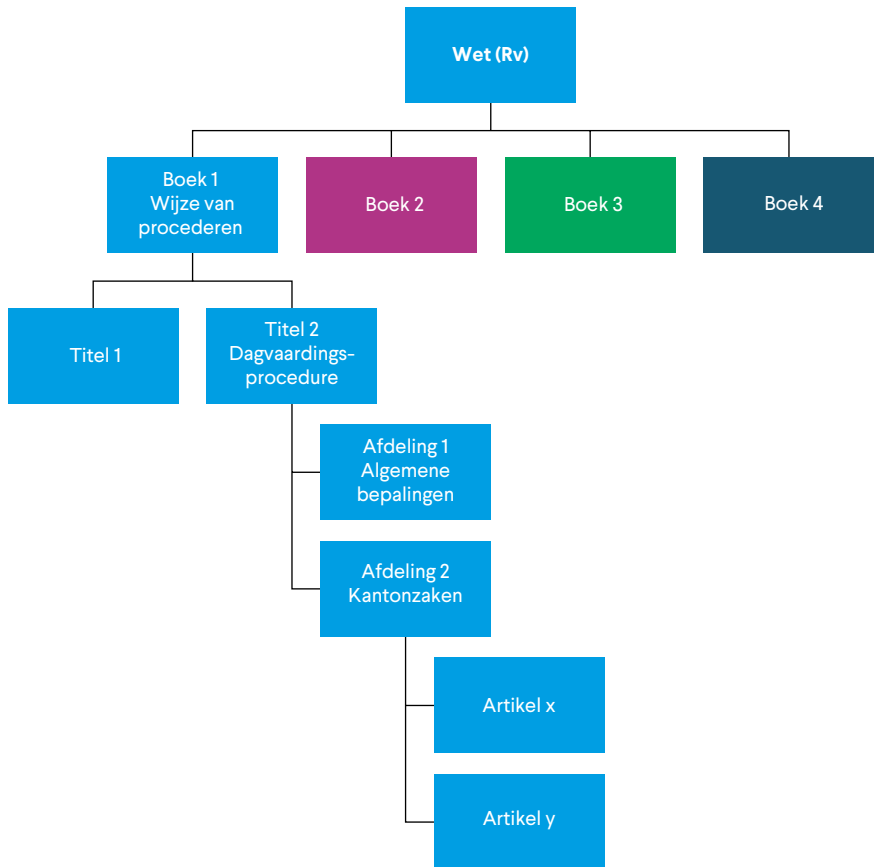 Wet (Rv)
Boek 1
Wijze van
procederen
Boek 2
Boek 3
Boek 4
Titel 1
Titel 2
Dagvaardings-
procedure
Afdeling 1
Algemene
bepalingen
Afdeling 2
Kantonzaken
Artikel x
Artikel y